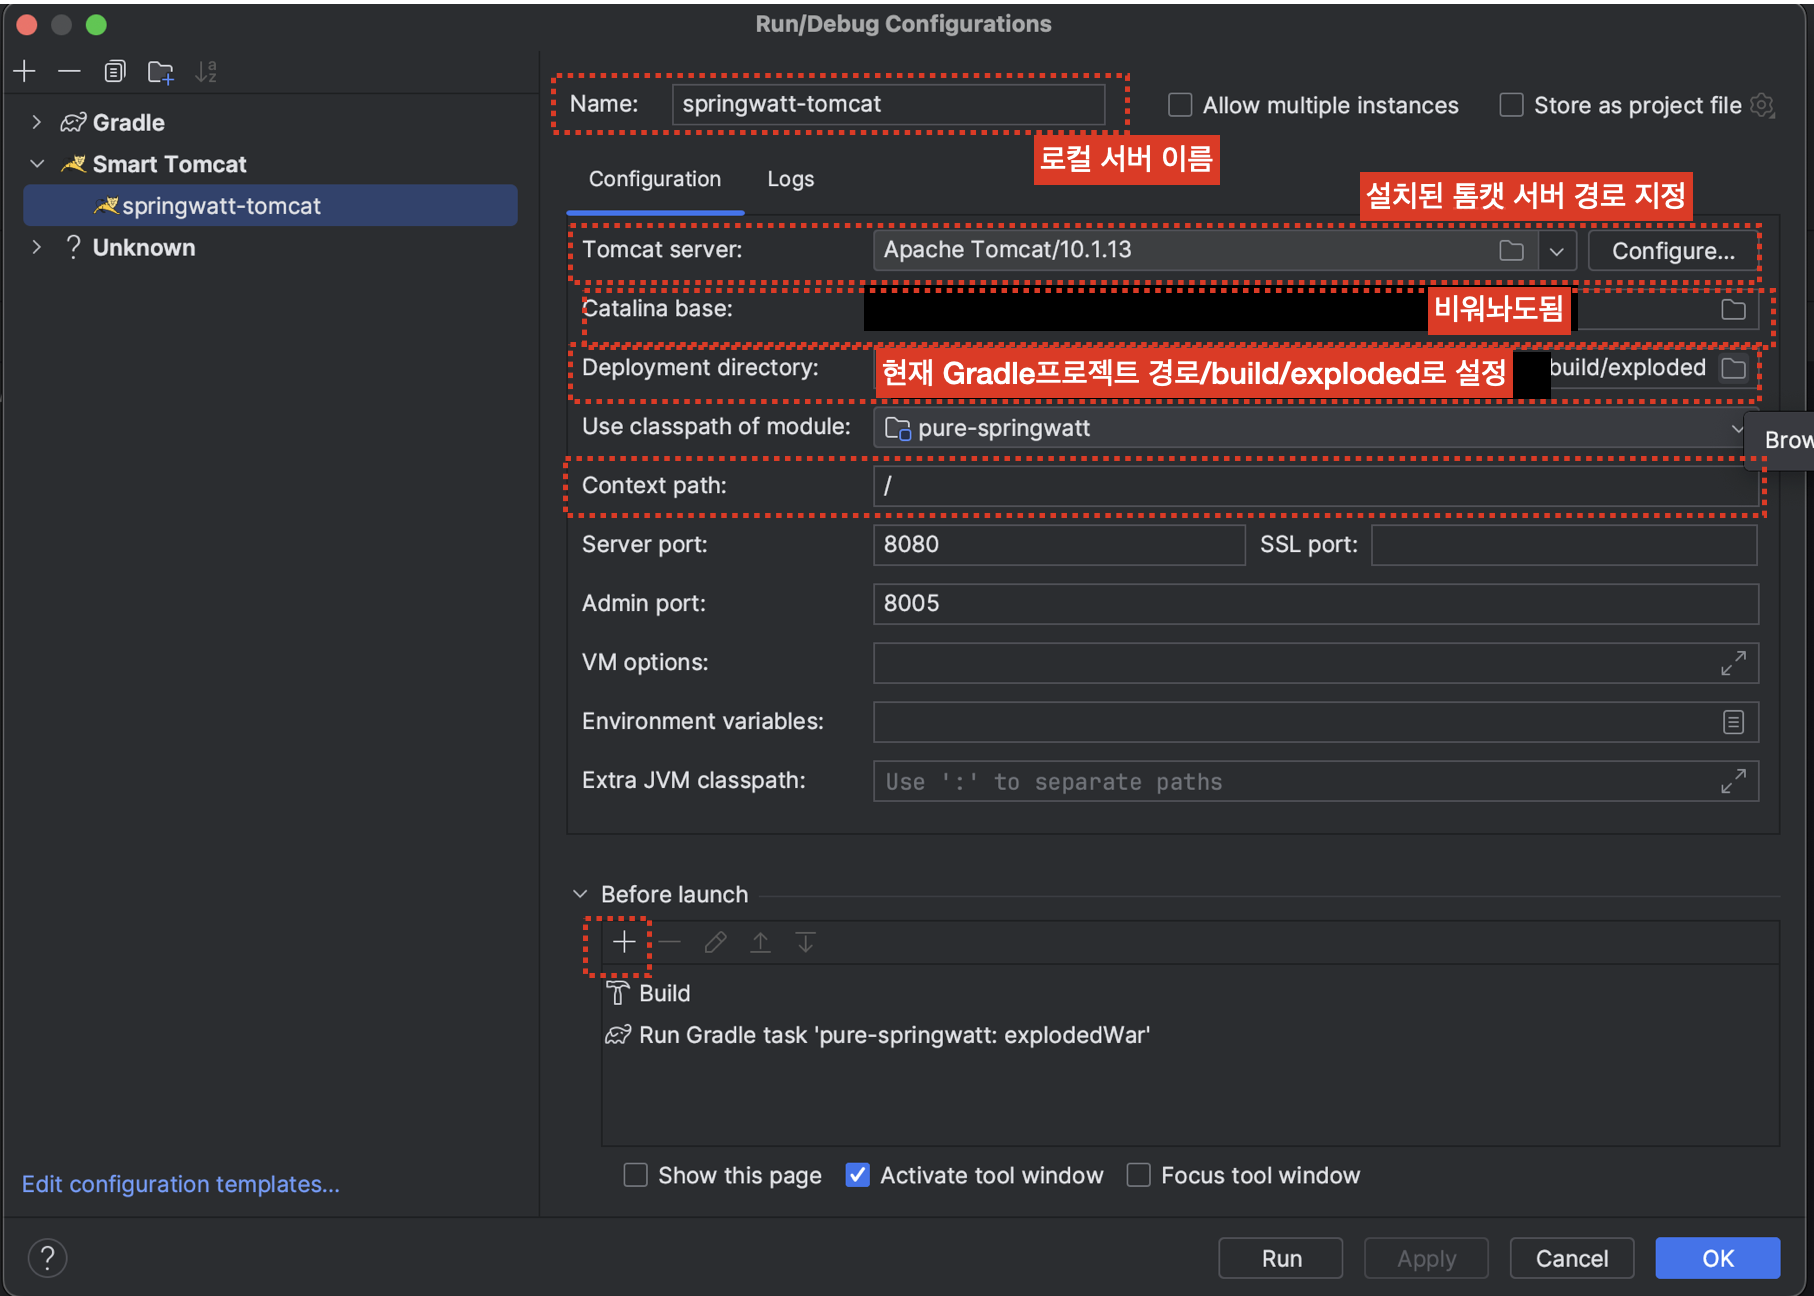 Run/Debug Configurations
Gradle
Smart Tomcat
springwatt-tomcat
Unknown
Edit configuration templates...
Name: springwatt-tomcat
Allow multiple instances
Store as project file
로컬 서버 이름
Configuration Logs
설치된 톰캣 서버 경로 지정
Tomcat server: Apache Tomcat/10.1.13 Configure...
Catalina base: 비워놔도됨
Deployment directory: 현재 Gradle프로젝트 경로/build/exploded로 설정 build/exploded
Use classpath of module: pure-springwatt
Brow
Context path: /
Server port: 8080 SSL port:
Admin port: 8005
VM options:
Environment variables:
Extra JVM classpath: Use ':' to separate paths
Before launch
Build
Run Gradle task 'pure-springwatt: explodedWar'
Show this page Activate tool window Focus tool window
? Run Apply Cancel OK